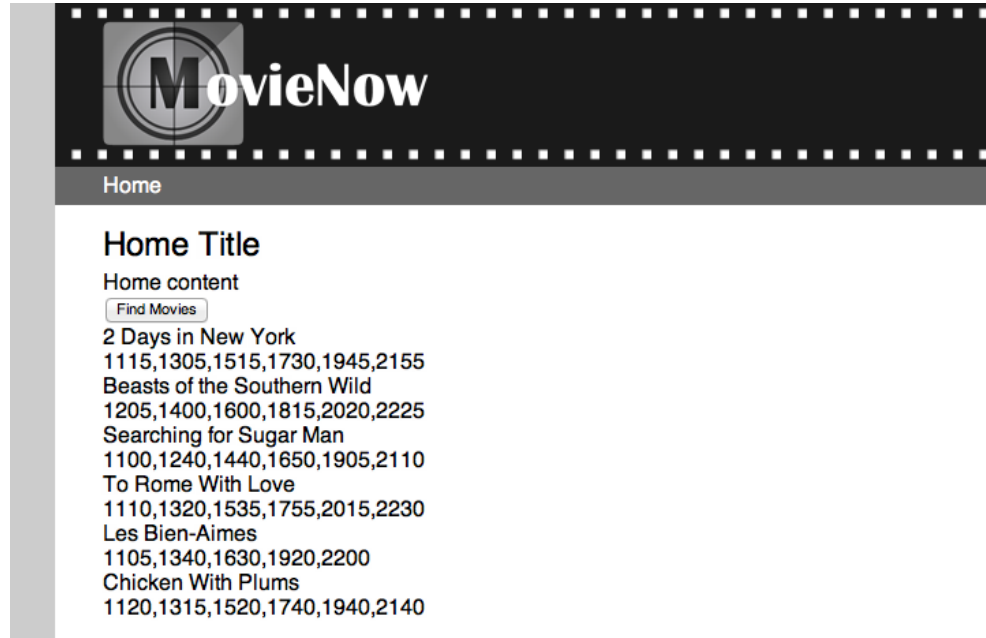 MovieNow
Home
Home Title
Home content
Find Movies
2 Days in New York
1115,1305,1515,1730,1945,2155
Beasts of the Southern Wild
1205,1400,1600,1815,2020,2225
Searching for Sugar Man
1100,1240,1440,1650,1905,2110
To Rome With Love
1110,1320,1535,1755,2015,2230
Les Bien-Aimes
1105,1340,1630,1920,2200
Chicken With Plums
1120,1315,1520,1740,1940,2140